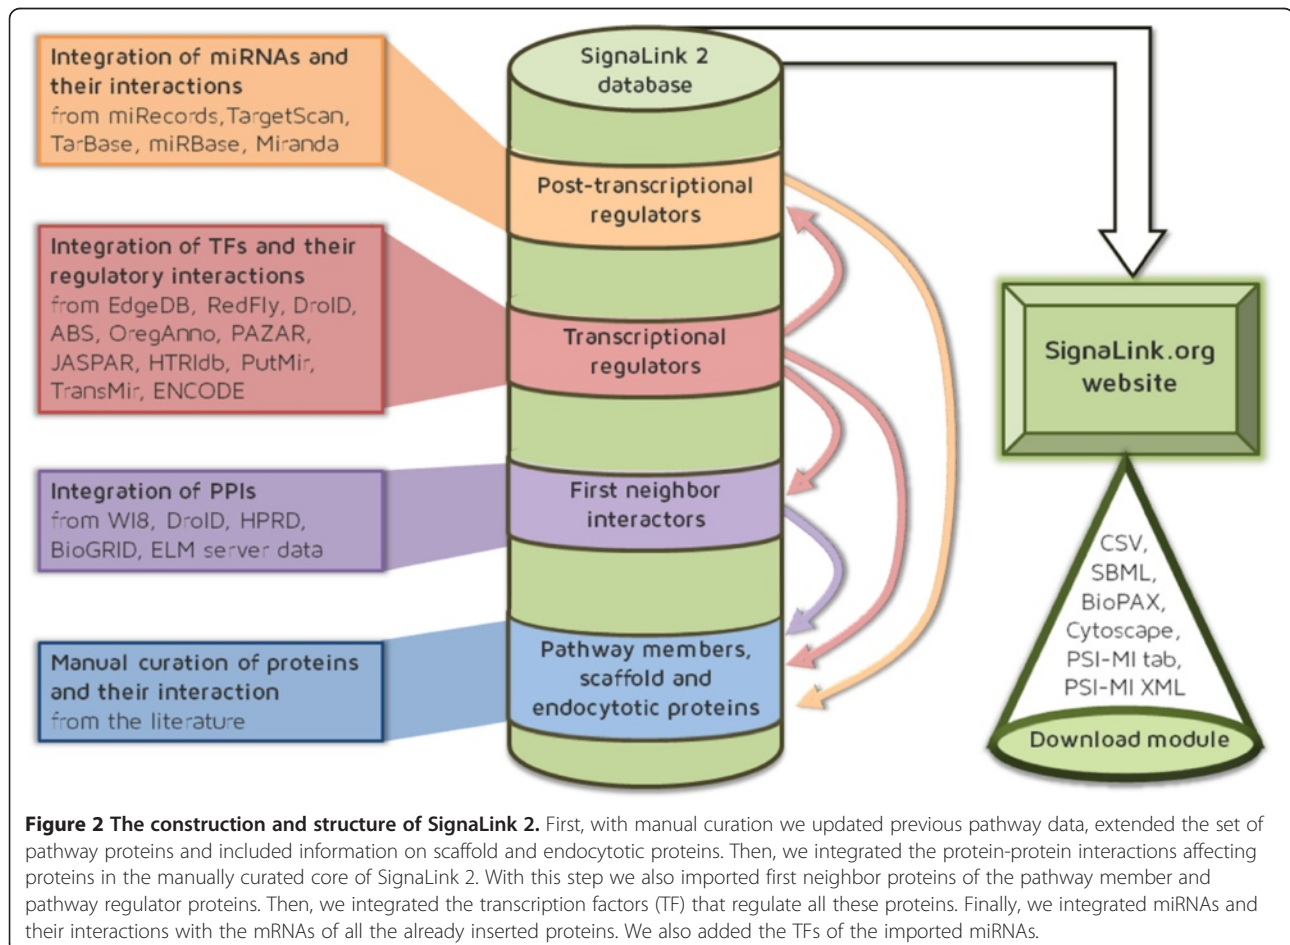 Integration of miRNAs and
their interactions
from miRecords,TargetScan,
TarBase, miRBase, Miranda
Integration of TFs and their
regulatory interactions
from EdgeDB, RedFly, DroID,
ABS, OregAnno, PAZAR,
JASPAR, HTRIdb, PutMir,
TransMir, ENCODE
Integration of PPIs
from WI8, DroID, HPRD,
BioGRID, ELM server data
Manual curation of proteins
and their interaction
from the literature
SignaLink 2
database
Post-transcriptional
regulators
Transcriptional
regulators
First neighbor
interactors
Pathway members,
scaffold and
endocytotic proteins
SignaLink.org
website
CSV,
SBML,
BioPAX,
Cytoscape,
PSI-MI tab,
PSI-MI XML
Download module
Figure 2 The construction and structure of SignaLink 2. First, with manual curation we updated previous pathway data, extended the set of
pathway proteins and included information on scaffold and endocytotic proteins. Then, we integrated the protein-protein interactions affecting
proteins in the manually curated core of SignaLink 2. With this step we also imported first neighbor proteins of the pathway member and
pathway regulator proteins. Then, we integrated the transcription factors (TF) that regulate all these proteins. Finally, we integrated miRNAs and
their interactions with the mRNAs of all the already inserted proteins. We also added the TFs of the imported miRNAs.